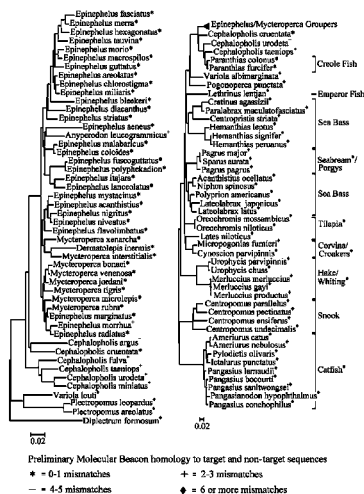 Epinephelus fasciatus*
Epinephelus merra*
Epinephelus hexagonatus*
Epinephelus tauvina*
Epinephelus morio*
Epinephelus macrospilos*
Epinephelus guttatus*
Epinephelus areolatus*
Epinephelus chlorostigma*
Epinephelus miliaris*
Epinephelus bleekeri*
Epinephelus diacanthus*
Epinephelus striatus*
Epinephelus aeneus*
Anyperodon leucogrammicus
Epinephelus malabaricus*
Epinephelus coloides*
Epinephelus fuscoguttatus*
Epinephelus polyphekadion*
Epinephelus itajara*
Epinephelus lanceolatus*
Epinephelus mystacinus*
Epinephelus acanthistius*
Epinephelus nigritus*
Epinephelus niveatus*
Epinephelus flavolimbatus*
Mycteroperca xenarcha*
Dermatolepis inermis
Mycteroperca interstitialis*
Mycteroperca bonaci*
Mycteroperca venenosa*
Mycteroperca jordani*
Mycteroperca tigris*
Mycteroperca microlepis*
Mycteroperca rubra*
Epinephelus marginatus*
Epinephelus morrhua*
Epinephelus radiatus*
Cephalopholis argus
Cephalopholis cruentata*
Cephalopholis fulva
Cephalopholis taeniops
Cephalopholis urodeta
Cephalopholis miniatus
Variola louti
Plectropomus leopardus
Plectropomus areolatus
Diplectrum formosum
0.02
Epinephelus/Mycteroperca Groupers
Cephalopholis cruentata
Cephalopholis urodeta
Cephalopholis taeniops
Paranthias colonus
Paranthias furcifer
Creole Fish
Variola albimarginata
Pogonoperca punctata
Lethrinus lentjan
Emperor Fish
Cratinus agassizii
Paralabrax maculatofasciatus
Centropristis striata
Hemanthias leptus
Hemanthias signifer
Hemanthias peruanus
Sea Bass
Pagrus major
Sparus aurata
Pagrus pagrus
Seabream
Porgys
Acanthistius ocellatus
Niphon spinosus
Polyprion americanus
Lateolabrax japonicus
Lateolabrax latus
Sea Bass
Oreochromis mossambicus
Oreochromis niloticus
Lates niloticus
Tilapia
Micropogonias furnieri
Cynoscion parvipinnis
Corvina/
Croakers
Urophycis parvipinnis
Urophycis chuss
Merluccius merluccius
Merluccius gayi
Merluccius productus
Hake/
Whiting
Centropomus parallelus
Centropomus pectinatus
Centropomus ensiferus
Centropomus undecimalis
Snook
Ameriurus catus
Ameriurus nebulosus
Pylodictis olivaris
Ictalurus punctatus
Pangasius larnaudii
Pangasius bocourti
Pangasius sanitwongsei
Pangasianodon hypophthalmus
Pangasius conchophilus
Catfish
0.02
Preliminary Molecular Beacon homology to target and non-target sequences
* = 0-1 mismatches + = 2-3 mismatches
— = 4-5 mismatches ♦ = 6 or more mismatches